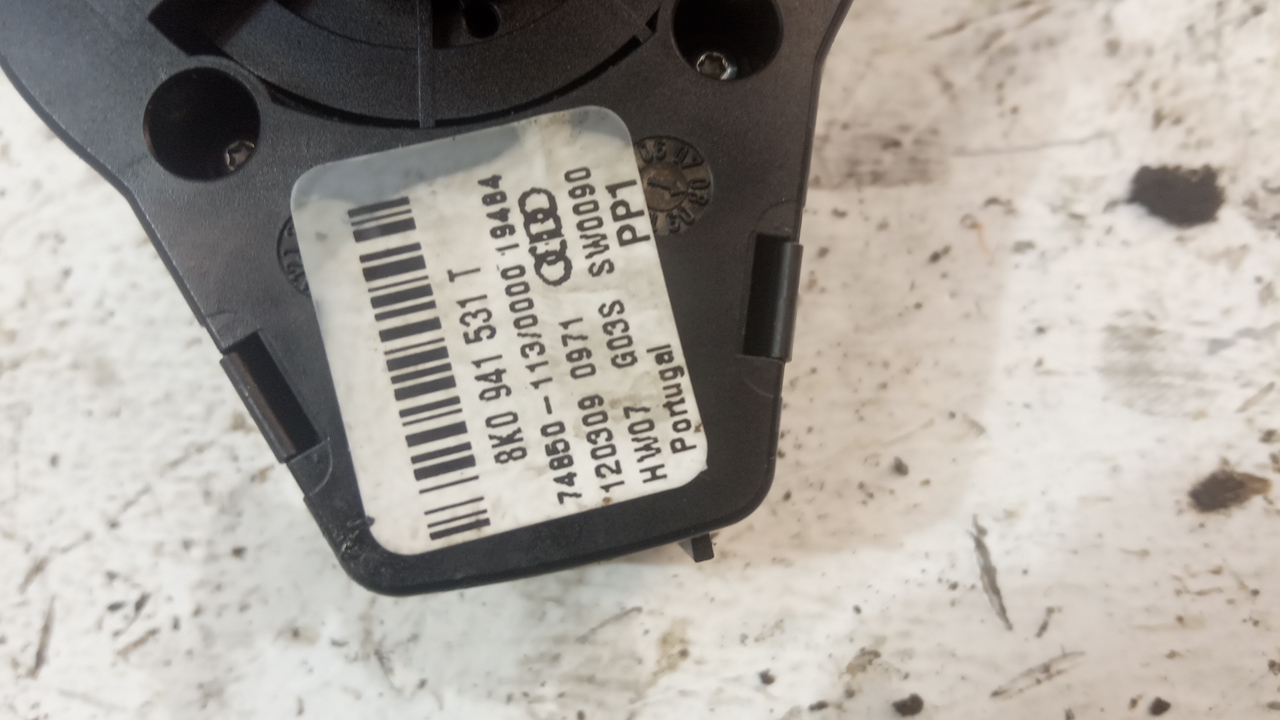 8K0 941 531 T
74850-113/0000 19484
120309 0971
HW07 G03S SW0090
Portugal PP1